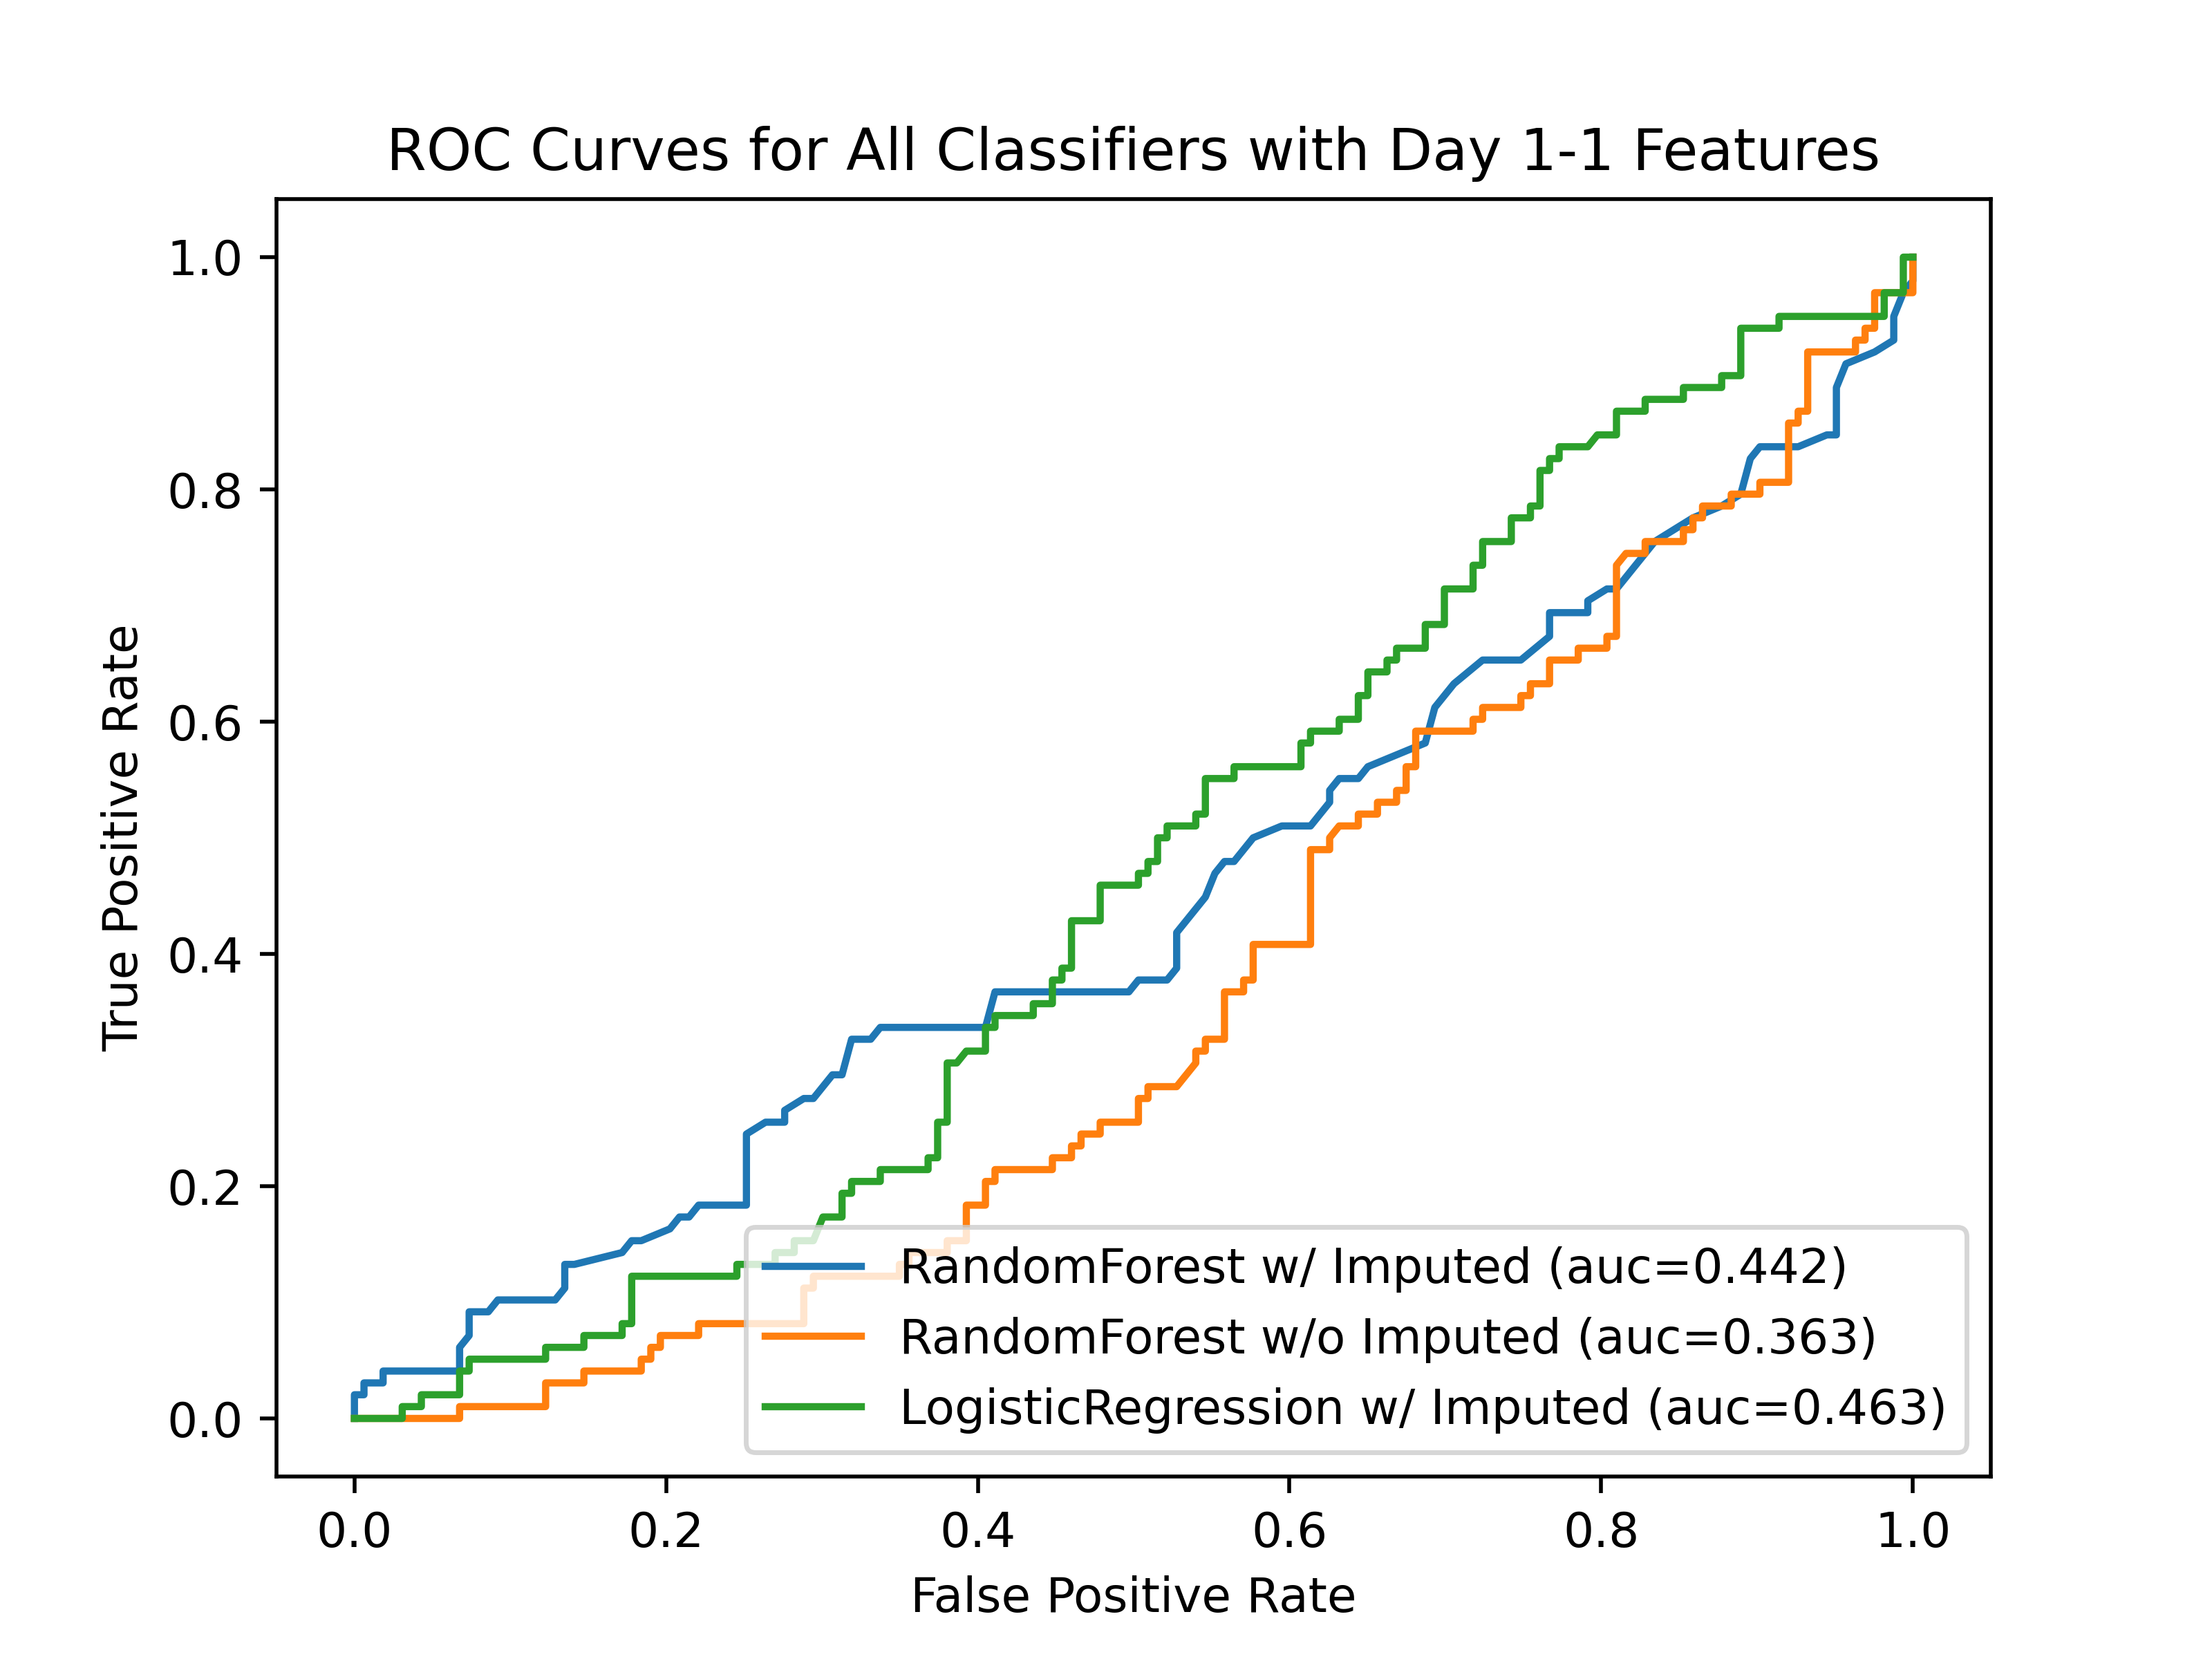 ROC Curves for All Classifiers with Day 1-1 Features
1.0
0.8
0.6
0.4
0.2
0.0
True Positive Rate
RandomForest w/ Imputed (auc=0.442)
RandomForest w/o Imputed (auc=0.363)
LogisticRegression w/ Imputed (auc=0.463)
0.0 0.2 0.4 0.6 0.8 1.0
False Positive Rate